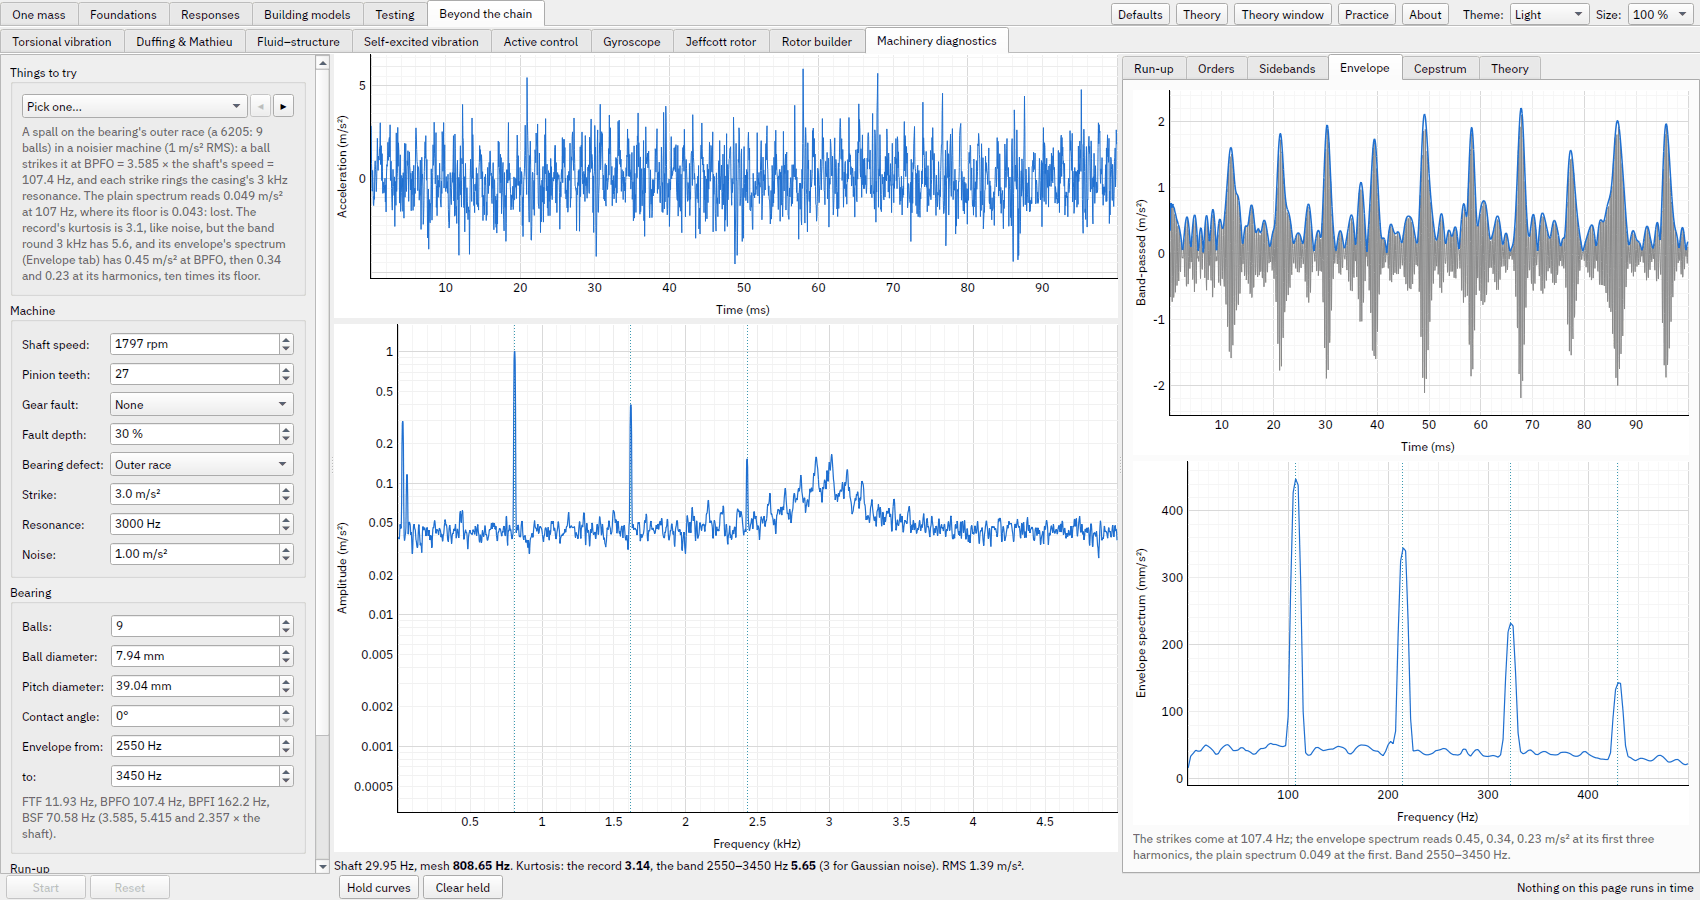 One mass Foundations Responses Building models Testing Beyond the chain Defaults Theory Theory window Practice About Theme: Light Size: 100 %
Torsional vibration Duffing & Mathieu Fluid–structure Self-excited vibration Active control Gyroscope Jeffcott rotor Rotor builder Machinery diagnostics
Things to try
Pick one...
A spall on the bearing's outer race (a 6205: 9
balls) in a noisier machine (1 m/s² RMS): a ball
strikes it at BPFO = 3.585 × the shaft's speed =
107.4 Hz, and each strike rings the casing's 3 kHz
resonance. The plain spectrum reads 0.049 m/s²
at 107 Hz, where its floor is 0.043: lost. The
record's kurtosis is 3.1, like noise, but the band
round 3 kHz has 5.6, and its envelope's spectrum
(Envelope tab) has 0.45 m/s² at BPFO, then 0.34
and 0.23 at its harmonics, ten times its floor.
Machine
Shaft speed: 1797 rpm
Pinion teeth: 27
Gear fault: None
Fault depth: 30 %
Bearing defect: Outer race
Strike: 3.0 m/s²
Resonance: 3000 Hz
Noise: 1.00 m/s²
Bearing
Balls: 9
Ball diameter: 7.94 mm
Pitch diameter: 39.04 mm
Contact angle: 0°
Envelope from: 2550 Hz
to: 3450 Hz
FTF 11.93 Hz, BPFO 107.4 Hz, BPFI 162.2 Hz,
BSF 70.58 Hz (3.585, 5.415 and 2.357 × the
shaft).
Run-up
Start Reset
Acceleration (m/s²)
5
0
10 20 30 40 50 60 70 80 90
Time (ms)
Amplitude (m/s²)
1
0.5
0.2
0.1
0.05
0.02
0.01
0.005
0.002
0.001
0.0005
0.5 1 1.5 2 2.5 3 3.5 4 4.5
Frequency (kHz)
Shaft 29.95 Hz, mesh 808.65 Hz. Kurtosis: the record 3.14, the band 2550–3450 Hz 5.65 (3 for Gaussian noise). RMS 1.39 m/s².
Hold curves Clear held
Run-up Orders Sidebands Envelope Cepstrum Theory
Band-passed (m/s²)
2
1
0
-1
-2
10 20 30 40 50 60 70 80 90
Time (ms)
Envelope spectrum (mm/s²)
400
300
200
100
0
100 200 300 400
Frequency (Hz)
The strikes come at 107.4 Hz; the envelope spectrum reads 0.45, 0.34, 0.23 m/s² at its first three
harmonics, the plain spectrum 0.049 at the first. Band 2550–3450 Hz.
Nothing on this page runs in time